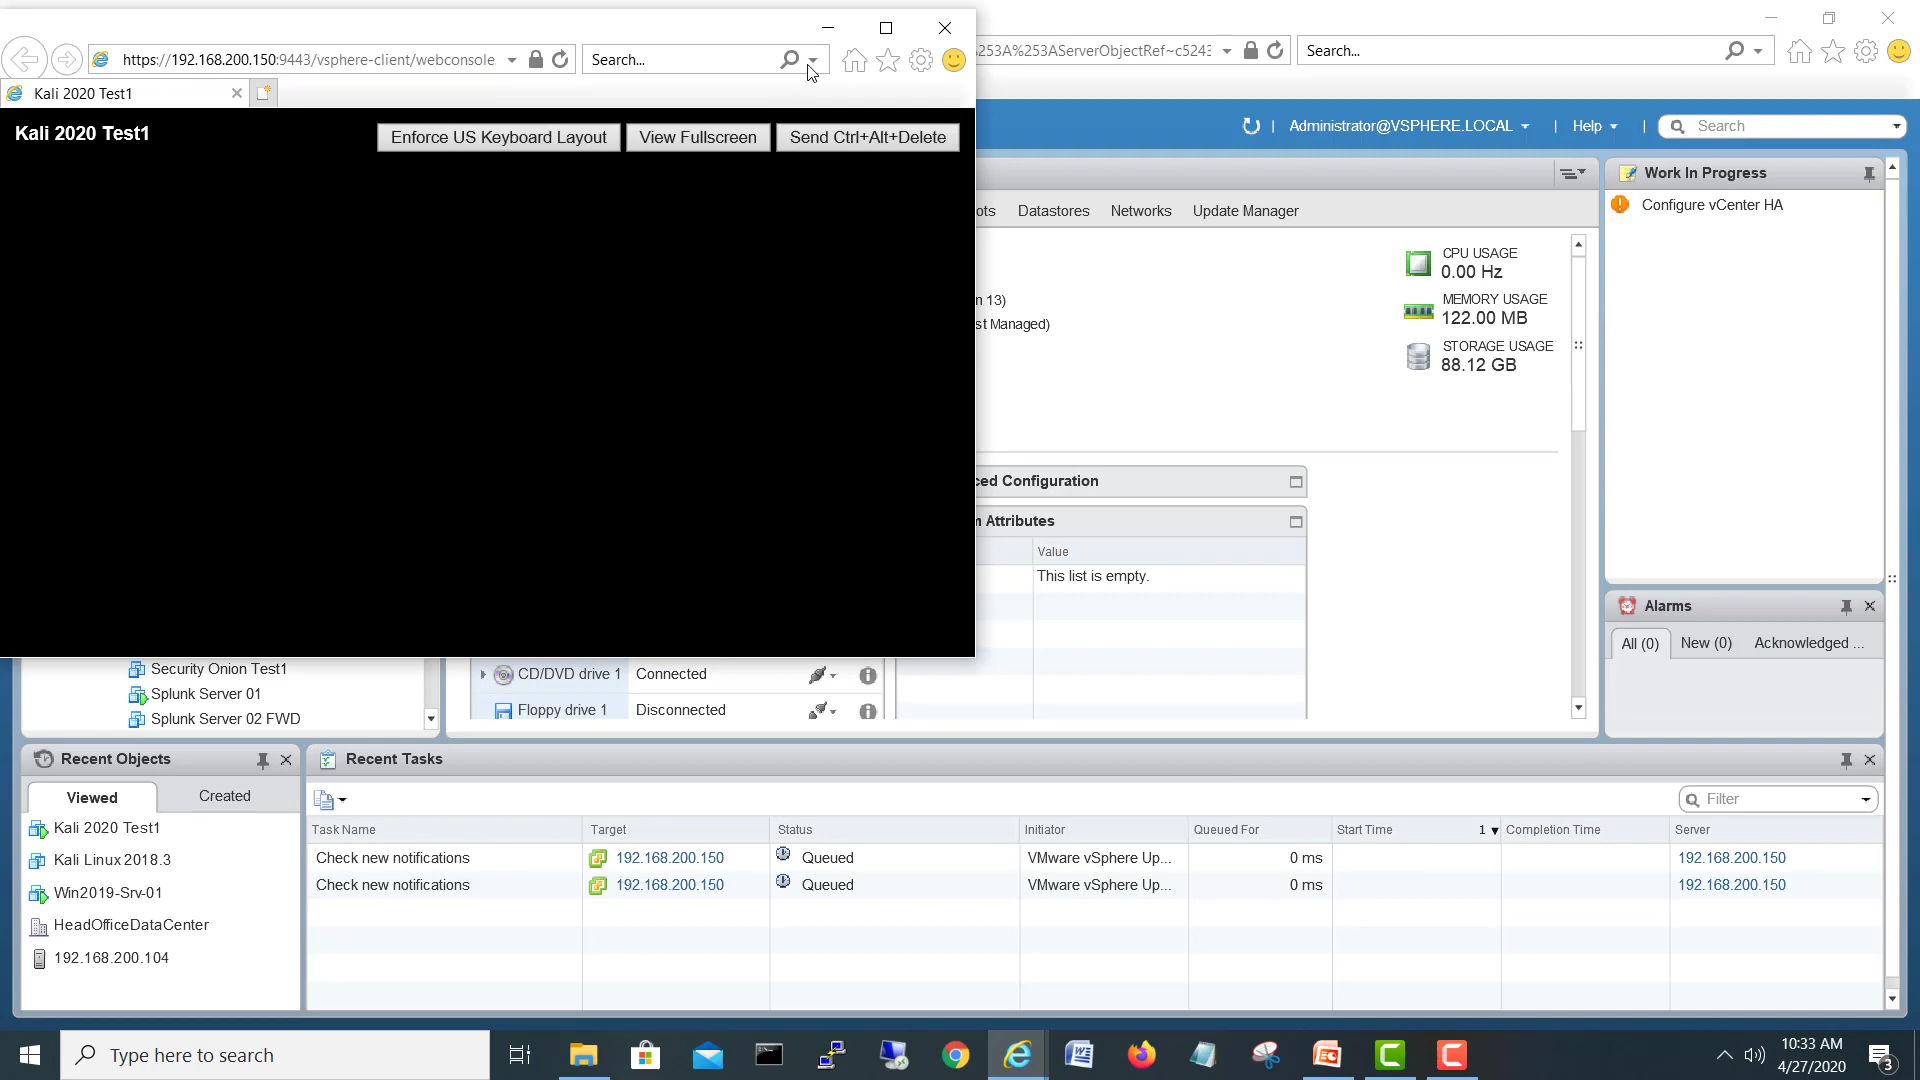 https://192.168.200.150:9443/vsphere-client/webconsole
Search...
Kali 2020 Test1
Kali 2020 Test1
Enforce US Keyboard Layout
View Fullscreen
Send Ctrl+Alt+Delete
253A%253AServerObjectRef~c5243
Search...
Administrator@VSPHERE.LOCAL
Help
Search
ots
Datastores
Networks
Update Manager
CPU USAGE
0.00 Hz
MEMORY USAGE
122.00 MB
STORAGE USAGE
88.12 GB
n 13)
st Managed)
ced Configuration
m Attributes
Value
This list is empty.
Work In Progress
Configure vCenter HA
Alarms
All (0)
New (0)
Acknowledged ...
Security Onion Test1
Splunk Server 01
Splunk Server 02 FWD
CD/DVD drive 1
Connected
Floppy drive 1
Disconnected
Recent Objects
Viewed
Created
Kali 2020 Test1
Kali Linux 2018.3
Win2019-Srv-01
HeadOfficeDataCenter
192.168.200.104
Recent Tasks
Filter
Task Name
Target
Status
Initiator
Queued For
Start Time
1
Completion Time
Server
Check new notifications
192.168.200.150
Queued
VMware vSphere Up...
0 ms
192.168.200.150
Check new notifications
192.168.200.150
Queued
VMware vSphere Up...
0 ms
192.168.200.150
Type here to search
10:33 AM
4/27/2020
3